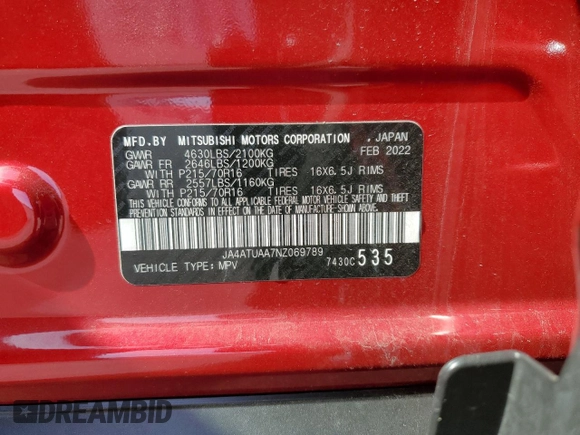 MFD.BY MITSUBISHI MOTORS CORPORATION . JAPAN
GVWR 4630LBS/2100KG FEB 2022
GAWR FR 2646LBS/1200KG
WITH P215/70R16 TIRES 16X6.5J RIMS
GAWR RR 2557LBS/1160KG
WITH P215/70R16 TIRES 16X6.5J RIMS
THIS VEHICLE CONFORMS TO ALL APPLICABLE U.S. FEDERAL MOTOR VEHICLE SAFETY, BUMPER AND THEFT
PREVENTION STANDARDS IN EFFECT ON THE DATE OF MANUFACTURE SHOWN ABOVE.
JA4ATUAA7NZ069789
VEHICLE TYPE: MPV 7430C 535
DREAMBID